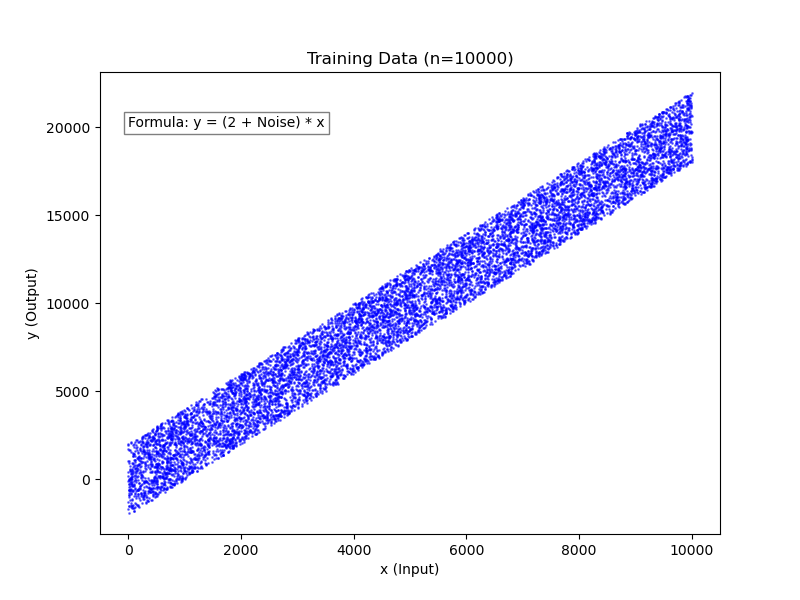 Training Data (n=10000)
Formula: y = (2 + Noise) * x
20000
15000
10000
5000
0
y (Output)
0 2000 4000 6000 8000 10000
x (Input)